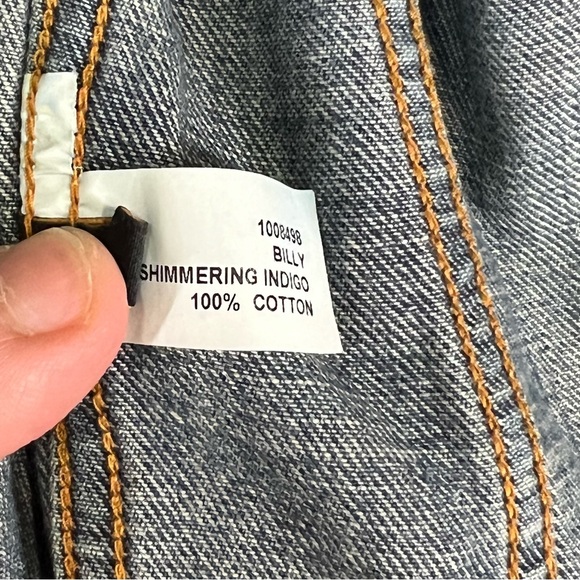 1008498
BILLY
SHIMMERING INDIGO
100% COTTON